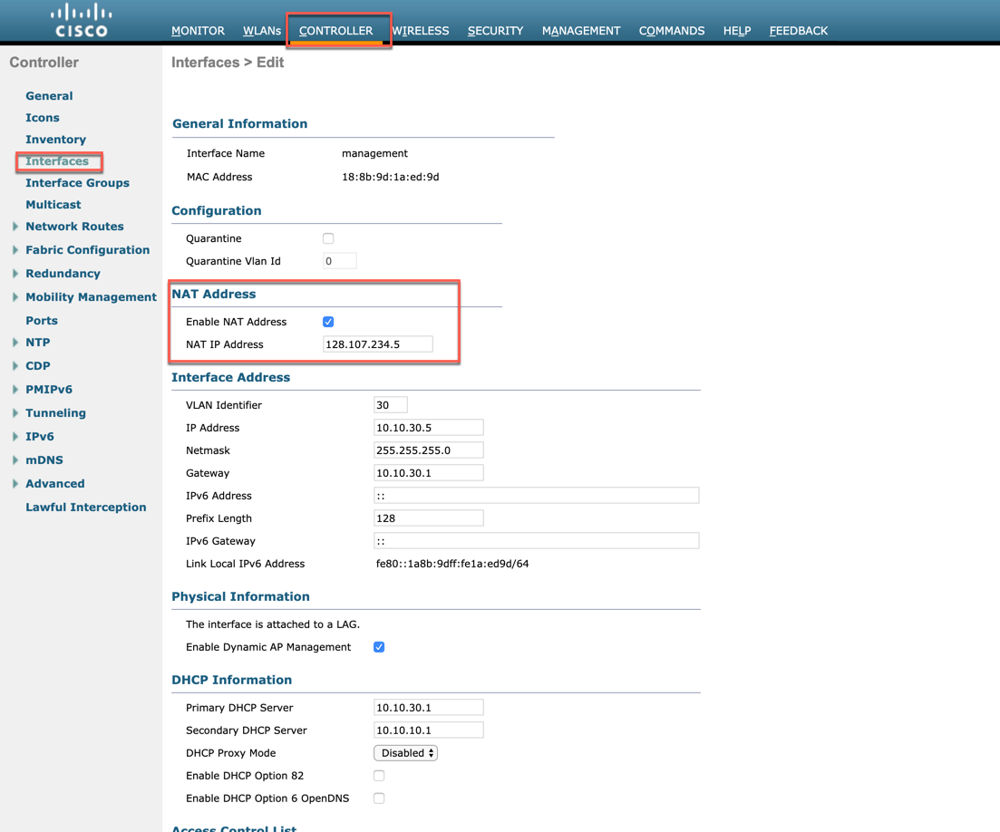 CISCO
MONITOR WLANs CONTROLLER WIRELESS SECURITY MANAGEMENT COMMANDS HELP FEEDBACK
Controller
General
Icons
Inventory
Interfaces
Interface Groups
Multicast
Network Routes
Fabric Configuration
Redundancy
Mobility Management
Ports
NTP
CDP
PMIPv6
Tunneling
IPv6
mDNS
Advanced
Lawful Interception
Interfaces > Edit
General Information
Interface Name management
MAC Address 18:8b:9d:1a:ed:9d
Configuration
Quarantine
Quarantine Vlan Id 0
NAT Address
Enable NAT Address
NAT IP Address 128.107.234.5
Interface Address
VLAN Identifier 30
IP Address 10.10.30.5
Netmask 255.255.255.0
Gateway 10.10.30.1
IPv6 Address ::
Prefix Length 128
IPv6 Gateway ::
Link Local IPv6 Address fe80::1a8b:9dff:fe1a:ed9d/64
Physical Information
The interface is attached to a LAG.
Enable Dynamic AP Management
DHCP Information
Primary DHCP Server 10.10.30.1
Secondary DHCP Server 10.10.10.1
DHCP Proxy Mode Disabled
Enable DHCP Option 82
Enable DHCP Option 6 OpenDNS
Access Control List